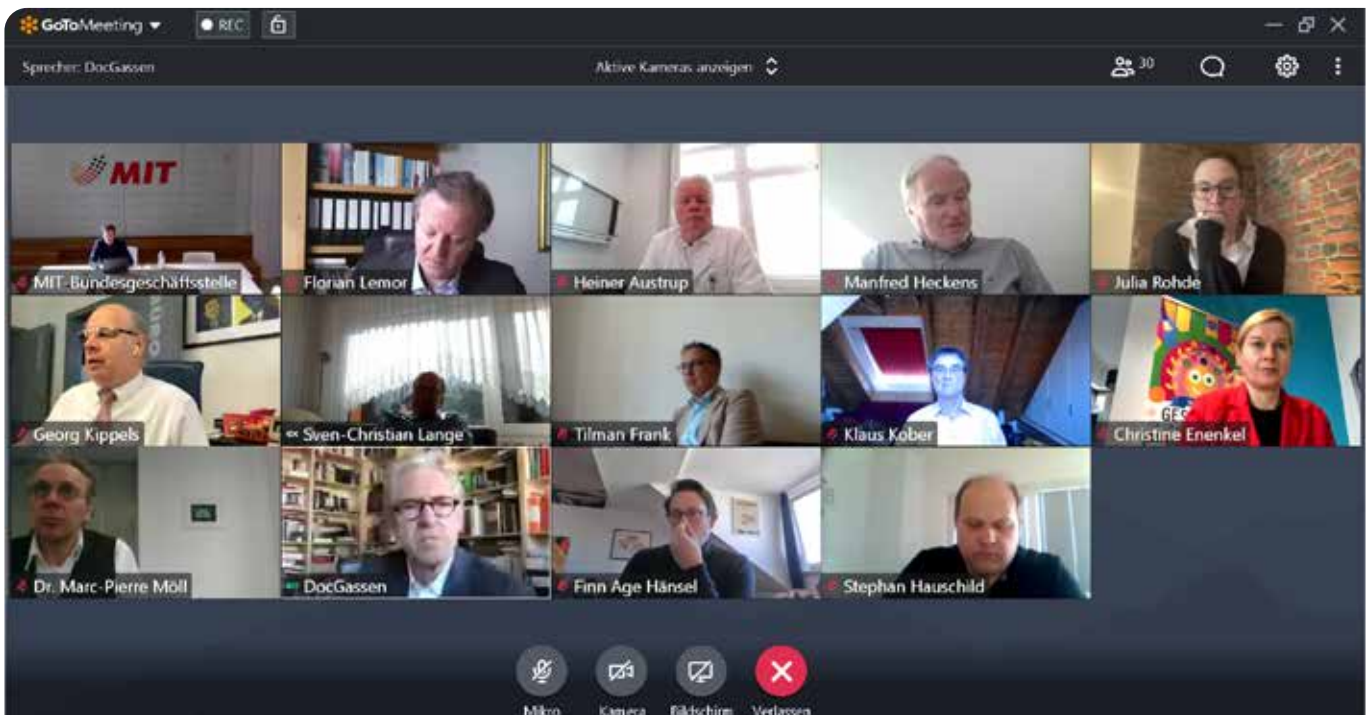 GoToMeeting
REC
Sprecher: DocGassen
Aktive Kameras anzeigen
30
MIT
MIT-Bundesgeschäftsstelle
Florian Lemor
Heiner Austrup
Manfred Heckens
Julia Rohde
Georg Kippels
Sven-Christian Lange
Tilman Frank
Klaus Kober
GES
Christine Enenkel
Dr. Marc-Pierre Möll
DocGassen
Finn Age Hänsel
Stephan Hauschild
Mikro Kamera Bildschirm Verlassen